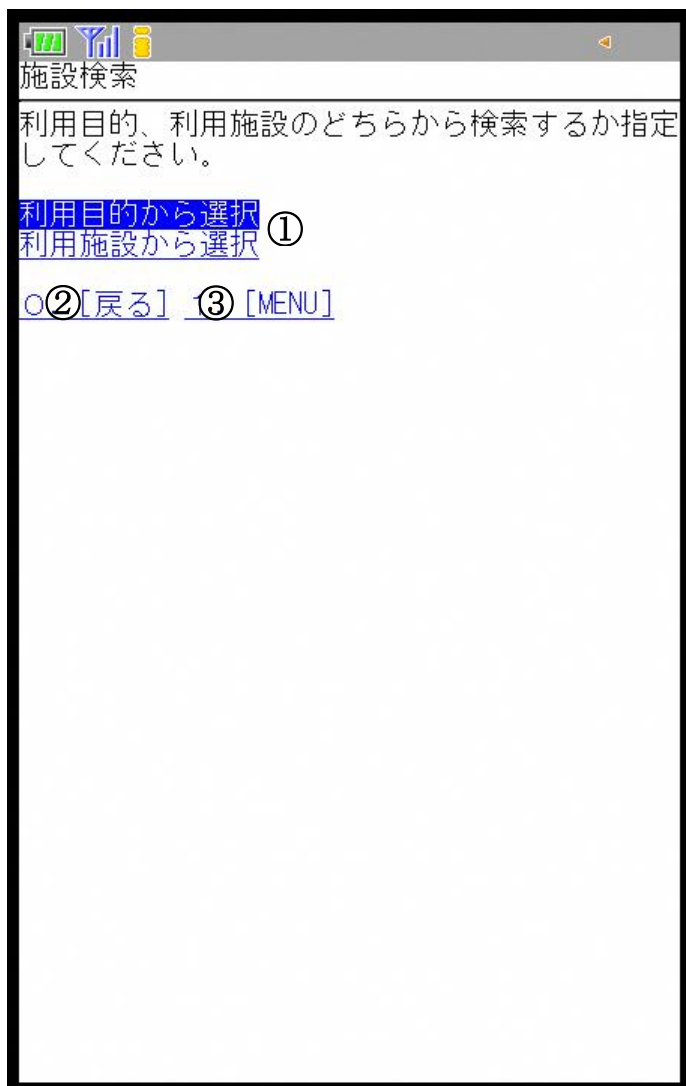 施設検索
利用目的、利用施設のどちらから検索するか指定
してください。
利用目的から選択
利用施設から選択 ①
②[戻る] ③[MENU]